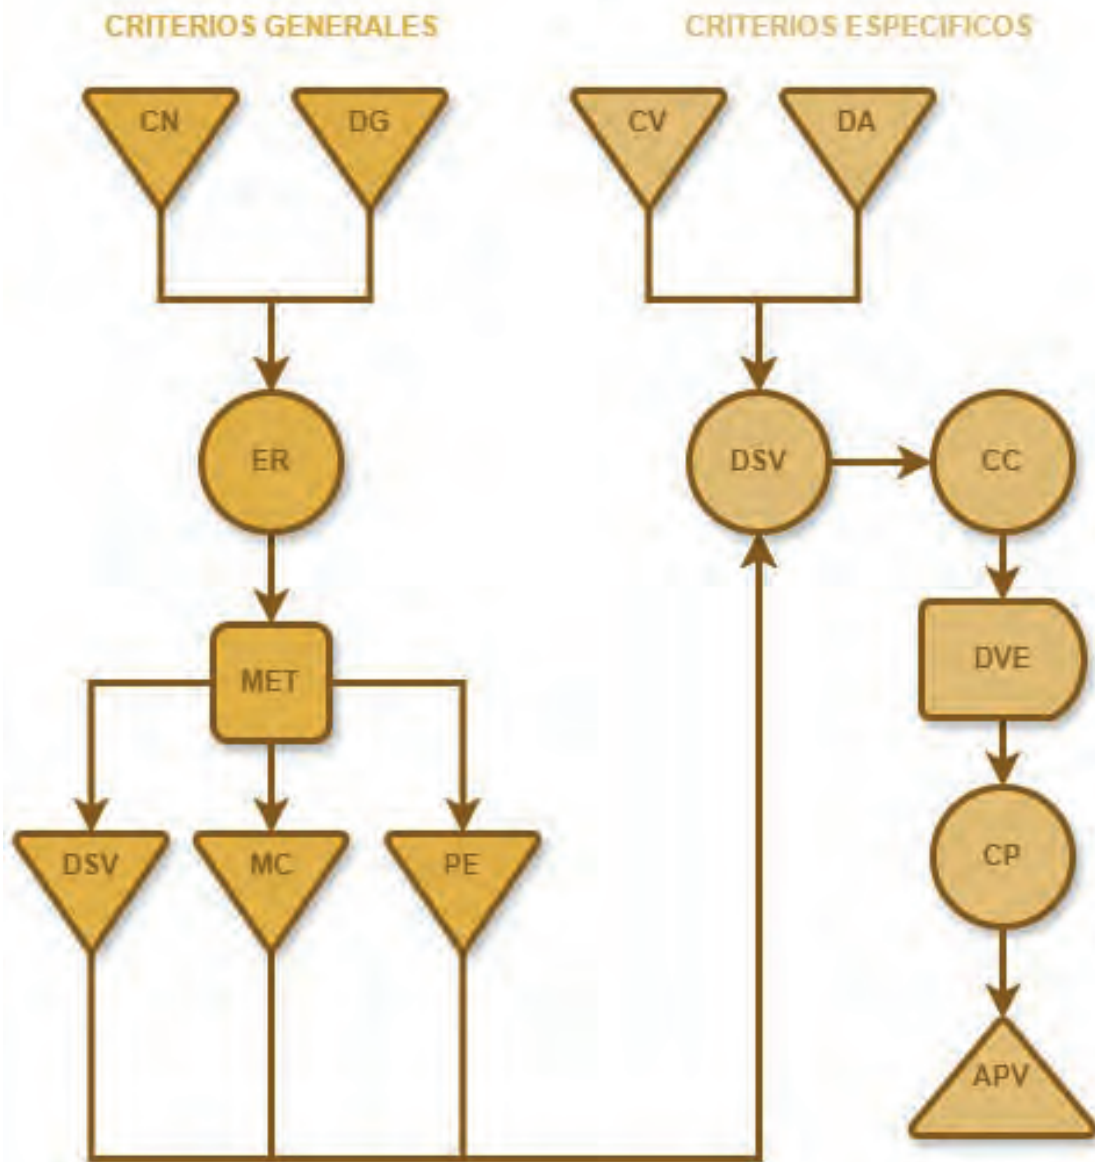 CRITERIOS GENERALES
CRITERIOS ESPECIFICOS
CN
DG
CV
DA
ER
DSV
CC
MET
DVE
DSV
MC
PE
CP
APV